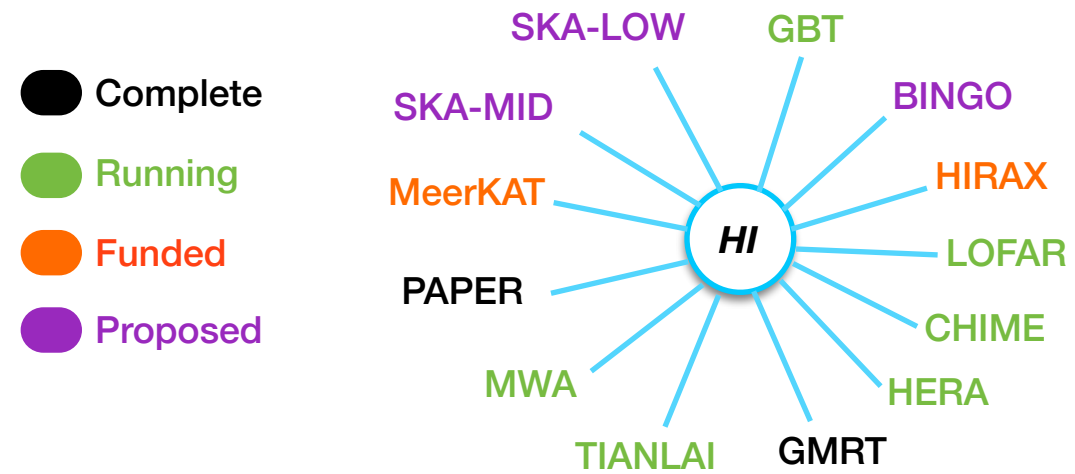 Complete
Running
Funded
Proposed
SKA-LOW
GBT
SKA-MID
BINGO
MeerKAT
HIRAX
HI
LOFAR
PAPER
CHIME
MWA
HERA
TIANLAI
GMRT